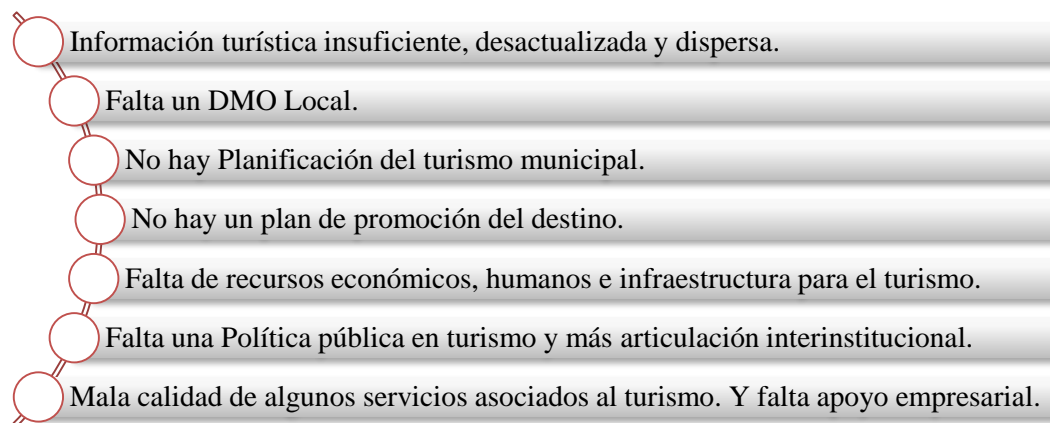 Información turística insuficiente, desactualizada y dispersa.
Falta un DMO Local.
No hay Planificación del turismo municipal.
No hay un plan de promoción del destino.
Falta de recursos económicos, humanos e infraestructura para el turismo.
Falta una Política pública en turismo y más articulación interinstitucional.
Mala calidad de algunos servicios asociados al turismo. Y falta apoyo empresarial.